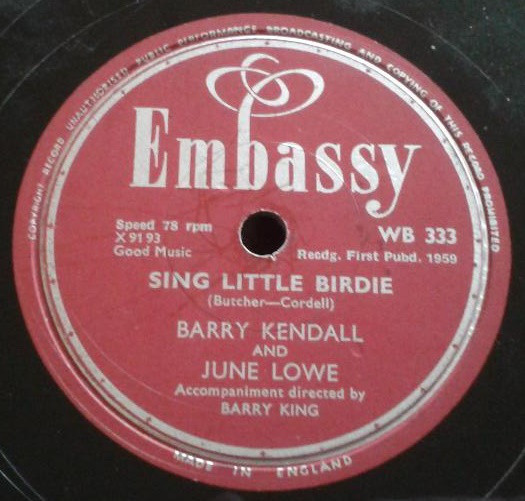 COPYRIGHT RECORD UNAUTHORISED PUBLIC PERFORMANCE BROADCASTING AND COPYING OF THIS RECORD PROHIBITED
Embassy
Speed 78 rpm
X 9193
Good Music
WB 333
Recdg. First Pubd. 1959
SING LITTLE BIRDIE
(Butcher—Cordell)
BARRY KENDALL
AND
JUNE LOWE
Accompaniment directed by
BARRY KING
MADE IN ENGLAND